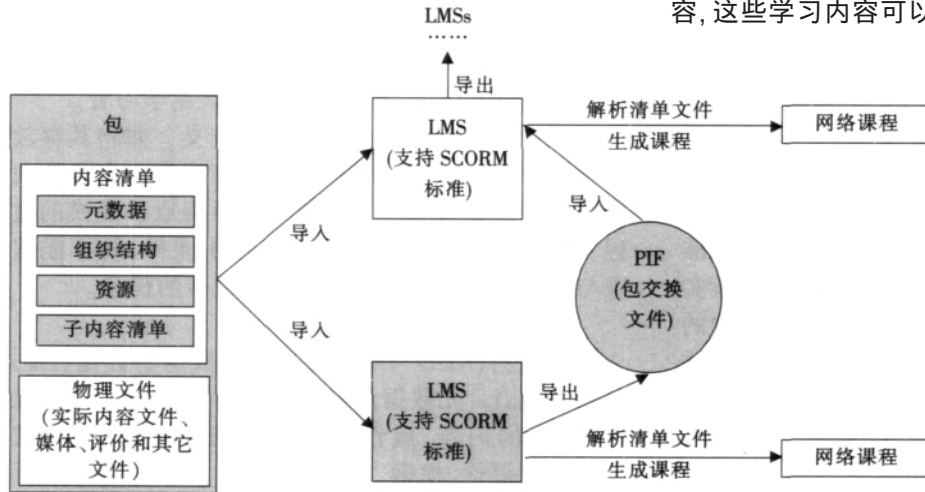 容,这些学习内容可以
LMSs
……
导出
包
内容清单
元数据
组织结构
资源
子内容清单
物理文件
(实际内容文件、
媒体、评价和其它
文件)
LMS
(支持 SCORM
标准)
解析清单文件
生成课程
网络课程
导入
导入
PIF
(包交换
文件)
导入
LMS
(支持 SCORM
标准)
导出
解析清单文件
生成课程
网络课程